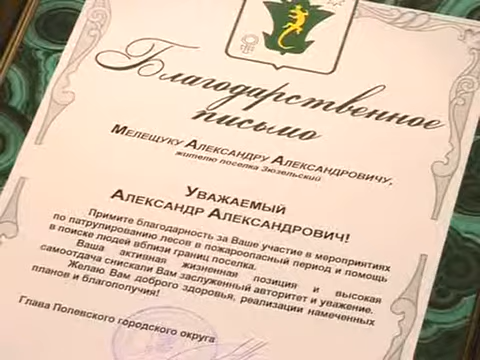 Благодарственное
письмо
Мелещуку Александру Александровичу,
жителю поселка Зюзельский
Уважаемый
Александр Александрович!
Примите благодарность за Ваше участие в мероприятиях
по патрулированию лесов в пожароопасный период и помощь
в поиске людей вблизи границ поселка.
Ваша активная жизненная позиция и высокая
самоотдача снискали Вам заслуженный авторитет и уважение.
Желаю Вам доброго здоровья, реализации намеченных
планов и благополучия!
Глава Полевского городского округа